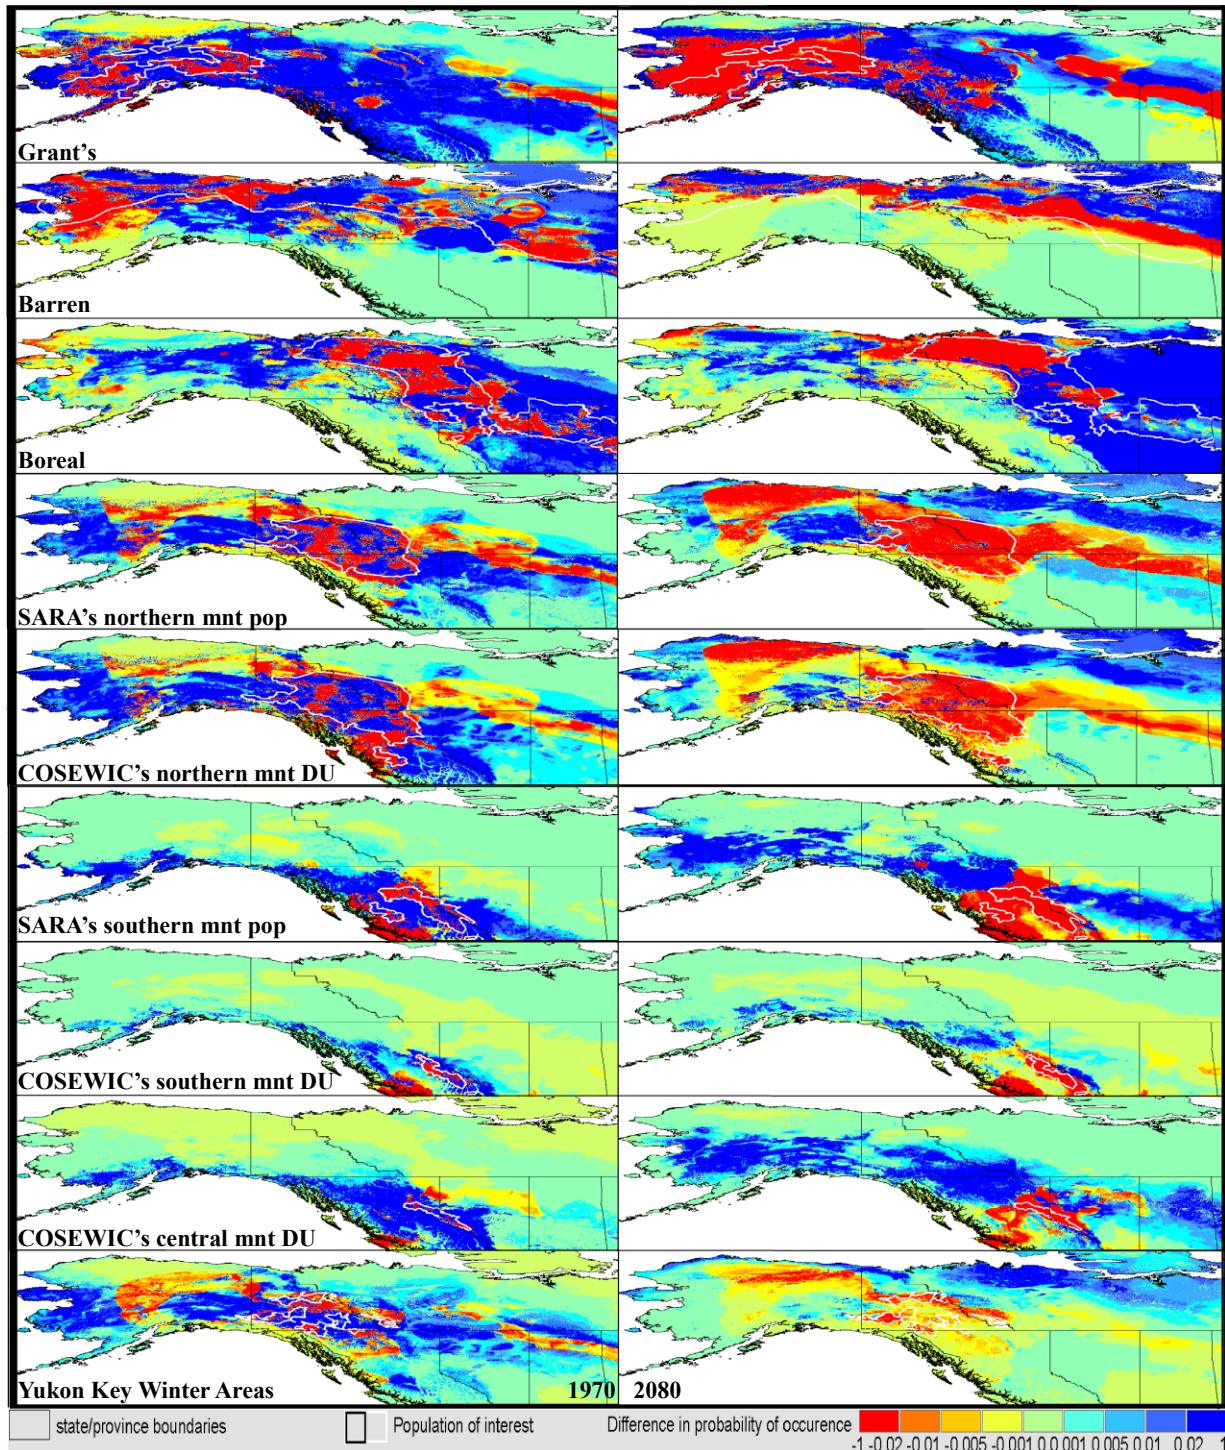 Grant's
Barren
Boreal
SARA's northern mnt pop
COSEWIC's northern mnt DU
SARA's southern mnt pop
COSEWIC's southern mnt DU
COSEWIC's central mnt DU
Yukon Key Winter Areas 1970 2080
state/province boundaries Population of interest Difference in probability of occurence
-1 -0.02 -0.01 -0.005 -0.001 0 0.001 0.005 0.01 0.02 1